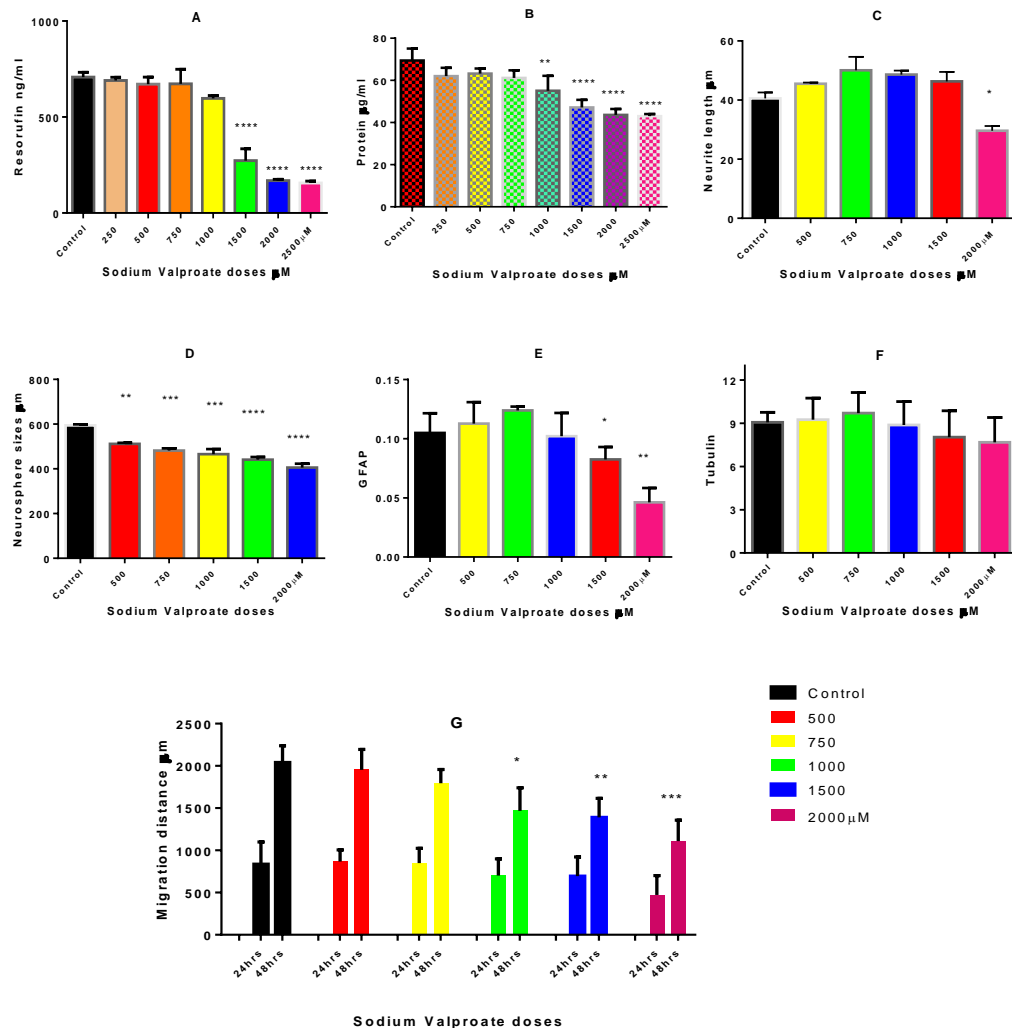 A
Resorufin ng/ml
1000
500
0
Control
250
500
750
1000
1500
2000
2500μM
****
****
****
Sodium Valproate doses μM
B
Protein μg/ml
80
60
40
20
0
Control
250
500
750
1000
1500
2000
2500μM
**
****
****
****
Sodium Valproate doses μM
C
Neurite length μm
60
40
20
0
Control
500
750
1000
1500
2000μM
*
Sodium Valproate doses μM
D
Neurosphere sizes μm
800
600
400
200
0
Control
500
750
1000
1500
2000μM
**
***
***
****
****
Sodium Valproate doses
E
GFAP
0.15
0.10
0.05
0.00
Control
500
750
1000
1500
2000μM
*
**
Sodium Valproate doses μM
F
Tubulin
12
9
6
3
0
Control
500
750
1000
1500
2000μM
Sodium Valproate doses μM
G
Migration distance μm
2500
2000
1500
1000
500
0
24hrs
48hrs
24hrs
48hrs
24hrs
48hrs
24hrs
48hrs
24hrs
48hrs
24hrs
48hrs
*
**
***
Sodium Valproate doses
Control
500
750
1000
1500
2000μM